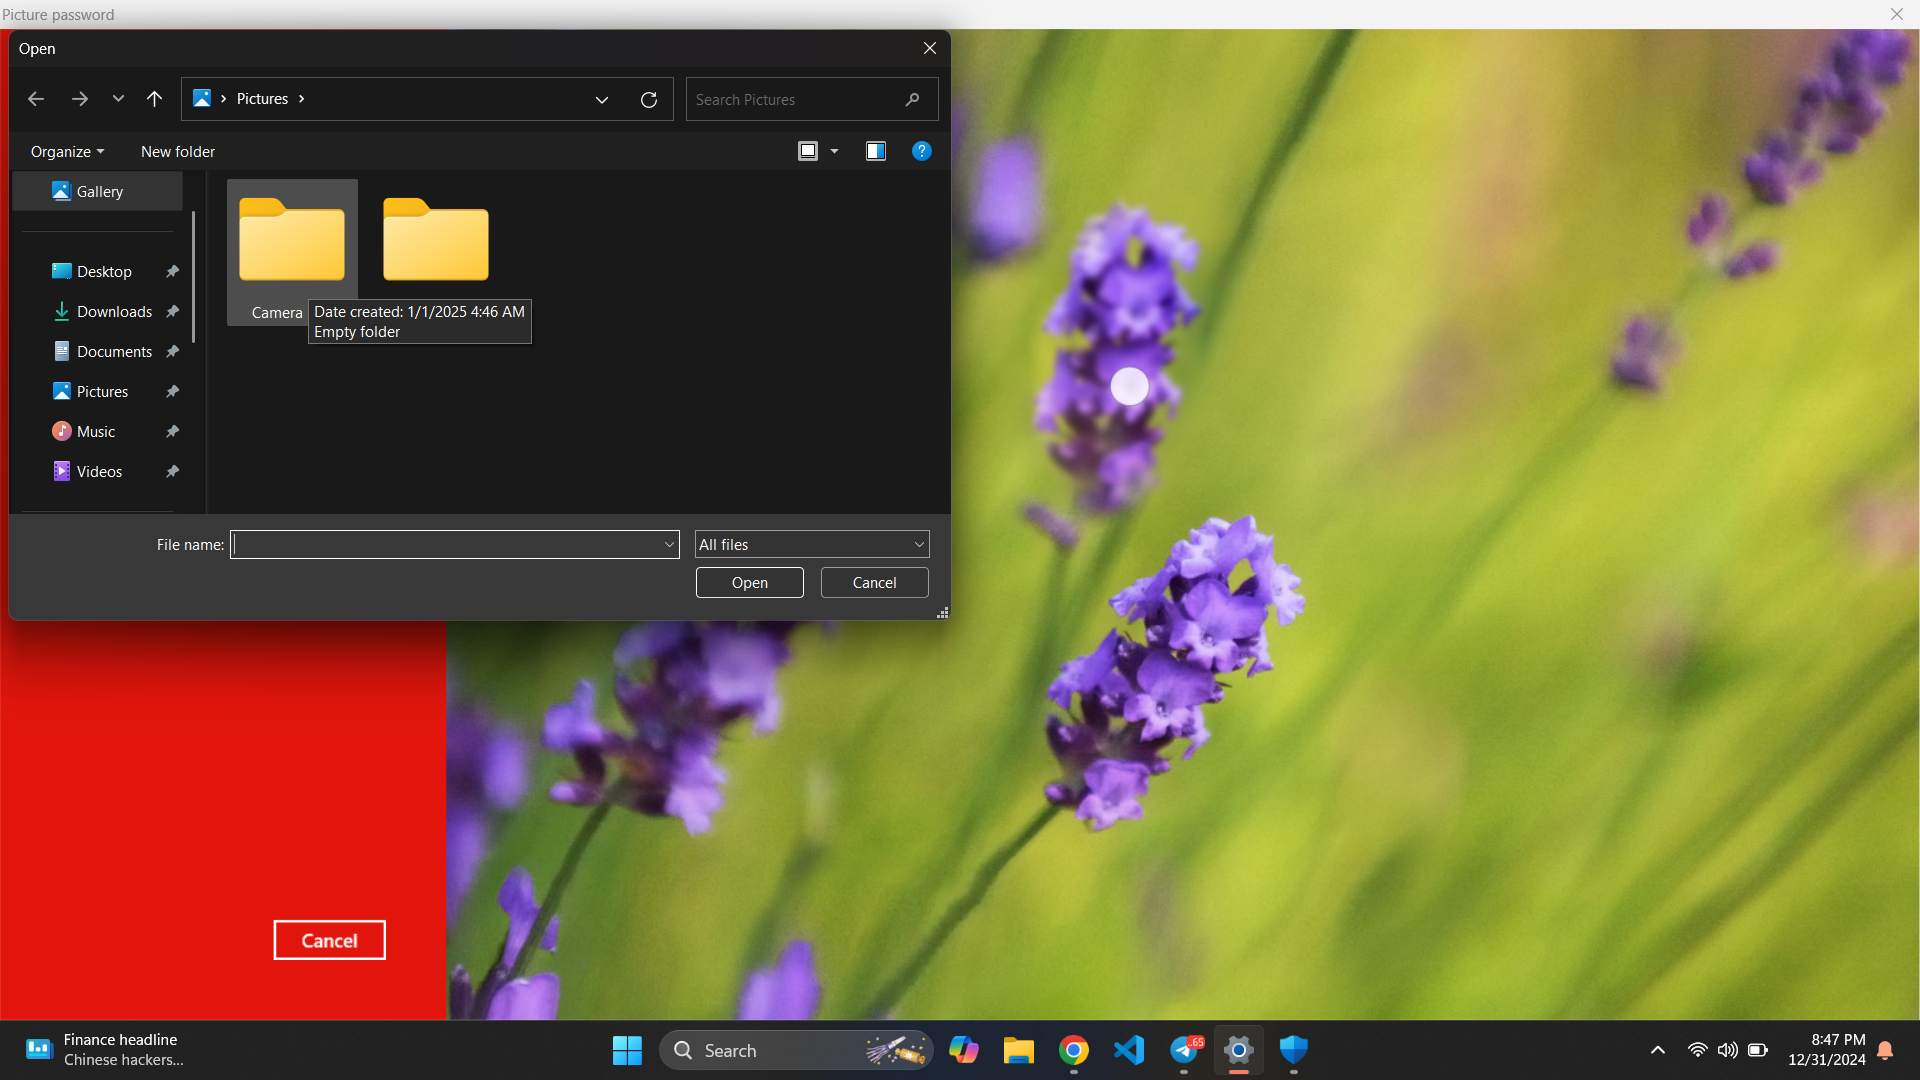 Picture password
Open
Pictures
Search Pictures
Organize
New folder
Gallery
Desktop
Downloads
Documents
Pictures
Music
Videos
Camera
Date created: 1/1/2025 4:46 AM
Empty folder
File name:
All files
Open
Cancel
Cancel
Finance headline
Chinese hackers...
Search
.65
8:47 PM
12/31/2024